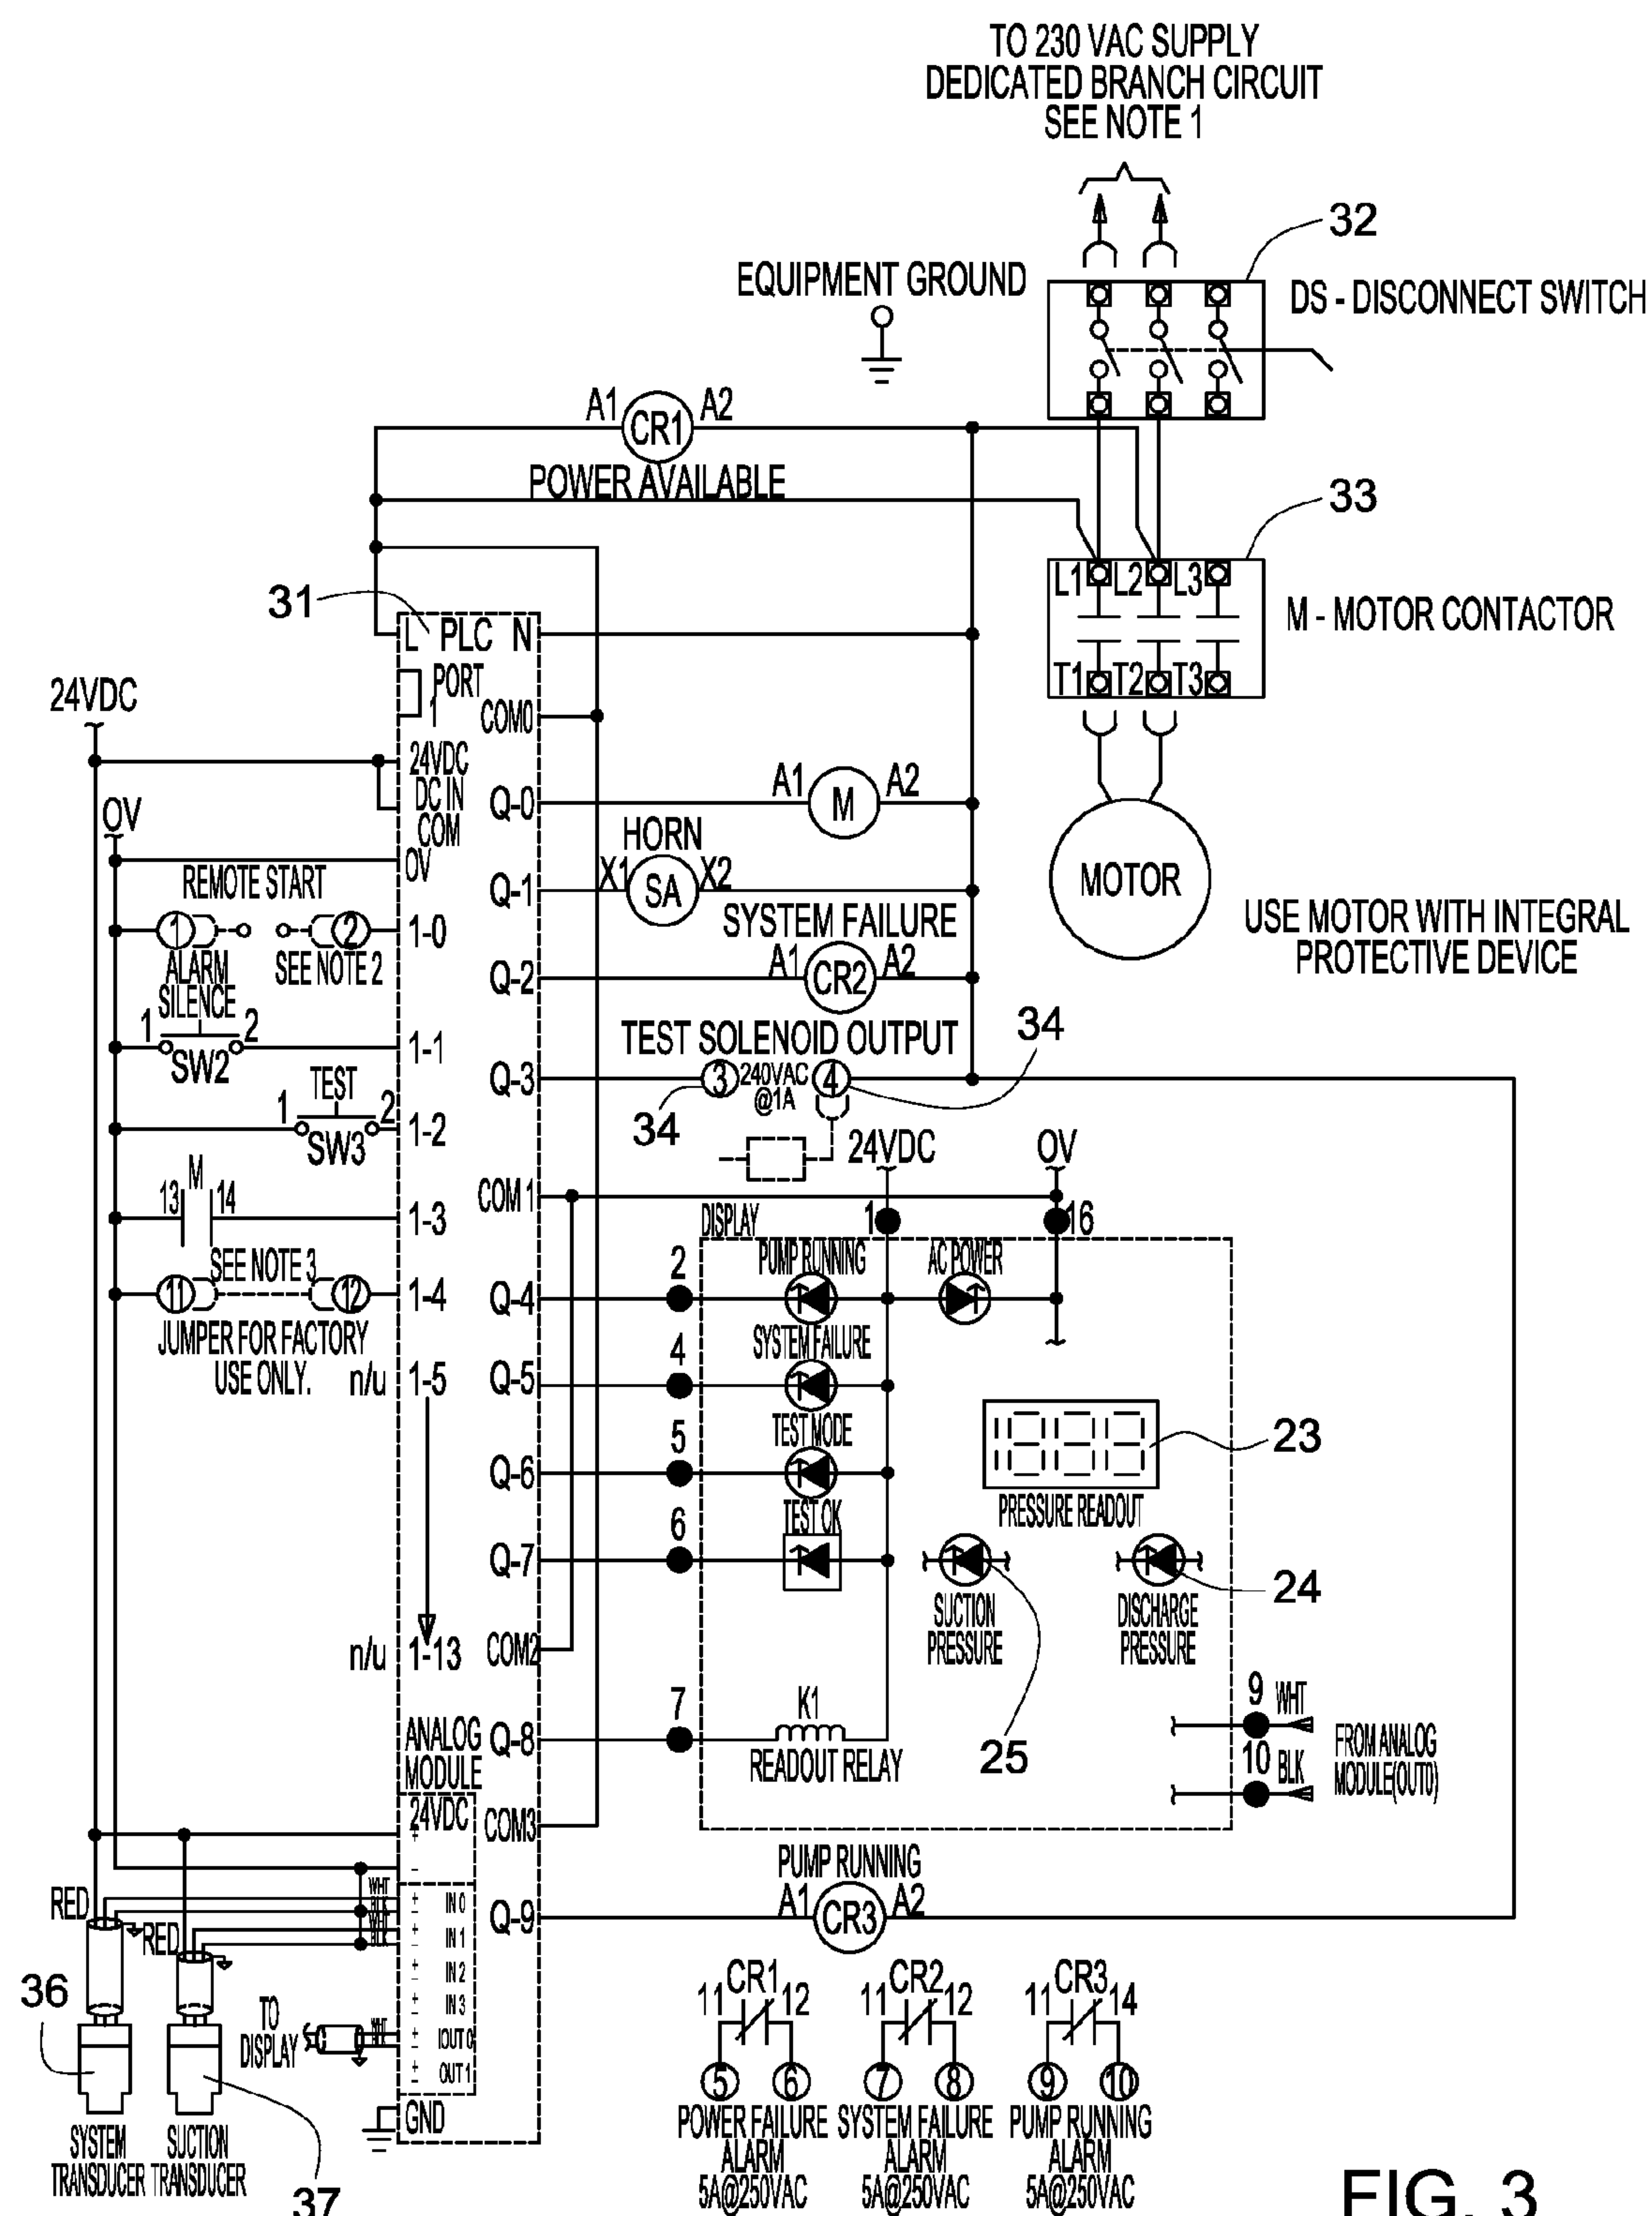 TO 230 VAC SUPPLY
DEDICATED BRANCH CIRCUIT
SEE NOTE 1
32
EQUIPMENT GROUND
DS - DISCONNECT SWITCH
A1 CR1 A2
POWER AVAILABLE
33
L1 L2 L3
M - MOTOR CONTACTOR
T1 T2 T3
31
L PLC N
PORT
1
COM0
24VDC
24VDC
DC IN
COM
0V
0V
Q-0
A1 M A2
MOTOR
HORN
Q-1
X1 SA X2
USE MOTOR WITH INTEGRAL
PROTECTIVE DEVICE
REMOTE START
1 2 1-0
ALARM
SILENCE
SEE NOTE 2
SYSTEM FAILURE
Q-2
A1 CR2 A2
1 2 1-1
SW2
TEST SOLENOID OUTPUT
34
Q-3
3 240VAC 4
@1A
34
TEST
1 2 1-2
SW3
24VDC
0V
M
13 14 1-3
COM 1
DISPLAY
1
16
SEE NOTE 3
11 12 1-4
JUMPER FOR FACTORY
USE ONLY.
PUMP RUNNING
AC POWER
Q-4 2
SYSTEM FAILURE
n/u 1-5
Q-5 4
TEST MODE
Q-6 5
23
PRESSURE READOUT
TEST OK
Q-7 6
SUCTION
PRESSURE
25
DISCHARGE
PRESSURE
24
n/u 1-13
COM2
ANALOG
MODULE
Q-8 7
K1
READOUT RELAY
9 WHT
10 BLK
FROM ANALOG
MODULE(OUT0)
24VDC
+
-
COM3
PUMP RUNNING
Q-9
A1 CR3 A2
RED
RED
WHT
BLK
WHT
BLK
+ IN 0
-
+ IN 1
-
+ IN 2
-
+ IN 3
-
+ IOUT 0
-
+ OUT 1
-
TO
DISPLAY
GND
36
SYSTEM
TRANSDUCER
SUCTION
TRANSDUCER
37
CR1
11 12
5 6
POWER FAILURE
ALARM
5A@250VAC
CR2
11 12
7 8
SYSTEM FAILURE
ALARM
5A@250VAC
CR3
11 14
9 10
PUMP RUNNING
ALARM
5A@250VAC
FIG. 3